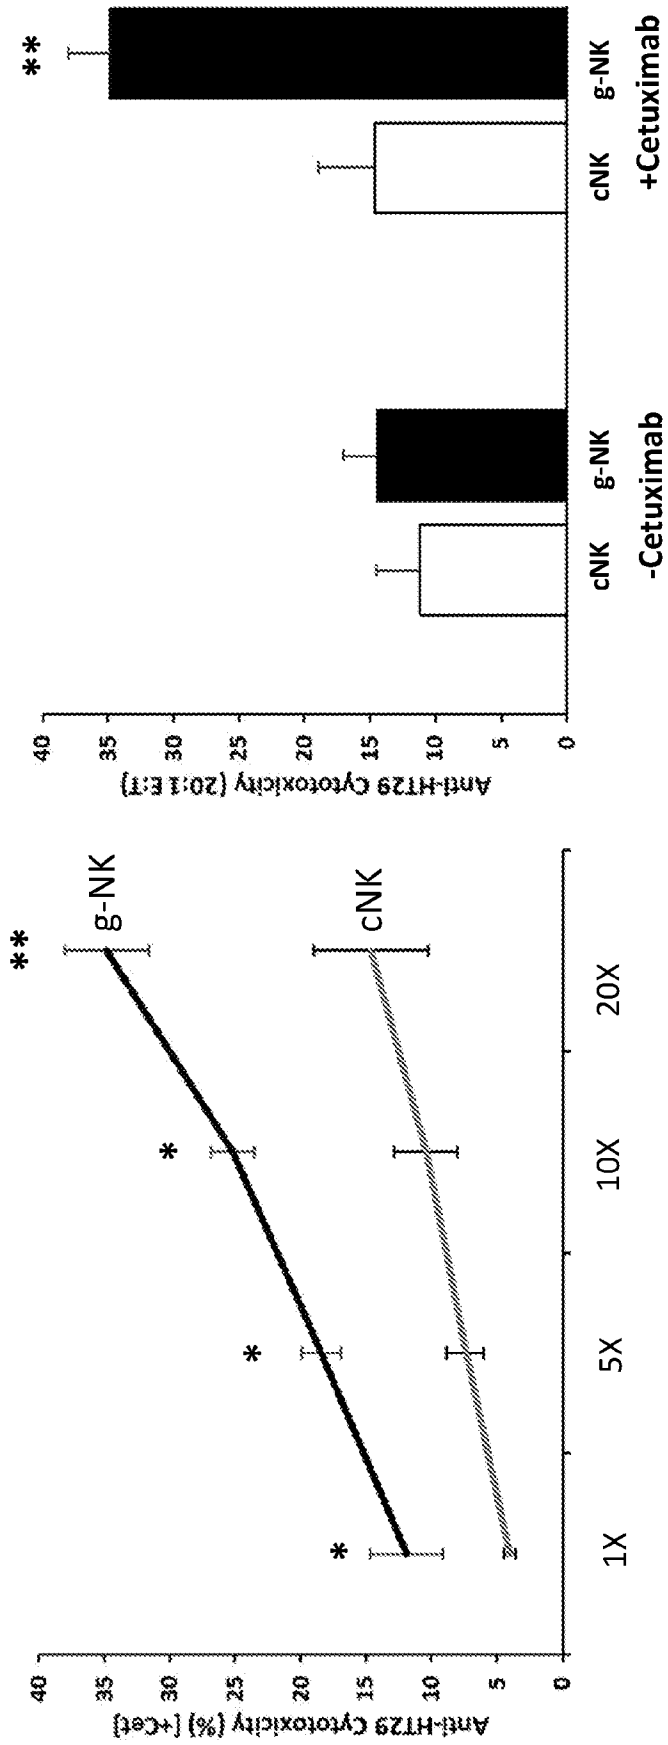 Anti-HT29 Cytotoxicity (%) [+Cet]
40
35
30
25
20
15
10
5
0
**
*
*
*
g-NK
cNK
1X
5X
10X
20X
Anti-HT29 Cytotoxicity (20:1 E:T)
40
35
30
25
20
15
10
5
0
**
cNK
g-NK
cNK
g-NK
-Cetuximab
+Cetuximab